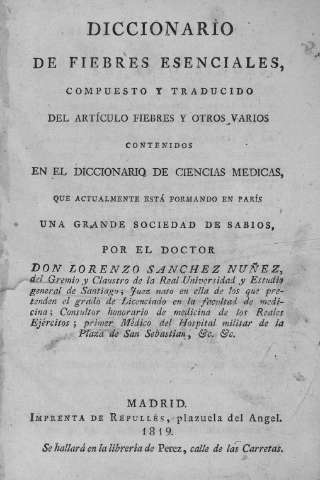 DICCIONARIO
DE FIEBRES ESENCIALES,
COMPUESTO Y TRADUCIDO
DEL ARTÍCULO FIEBRES Y OTROS VARIOS
CONTENIDOS
EN EL DICCIONARIO DE CIENCIAS MEDICAS,
QUE ACTUALMENTE ESTÁ FORMANDO EN PARÍS
UNA GRANDE SOCIEDAD DE SABIOS,
POR EL DOCTOR
DON LORENZO SANCHEZ NUÑEZ,
del Gremio y Claustro de la Real Universidad y Estudio
general de Santiago; Juez nato en ella de los que pre-
tenden el grado de Licenciado en la facultad de medi-
cina; Consultor honorario de medicina de los Reales
Ejércitos; primer Médico del Hospital militar de la
Plaza de San Sebastian, &c. &c.
MADRID.
IMPRENTA DE REPULLÉS, plazuela del Angel.
1819.
Se hallará en la librería de Perez, calle de las Carretas.